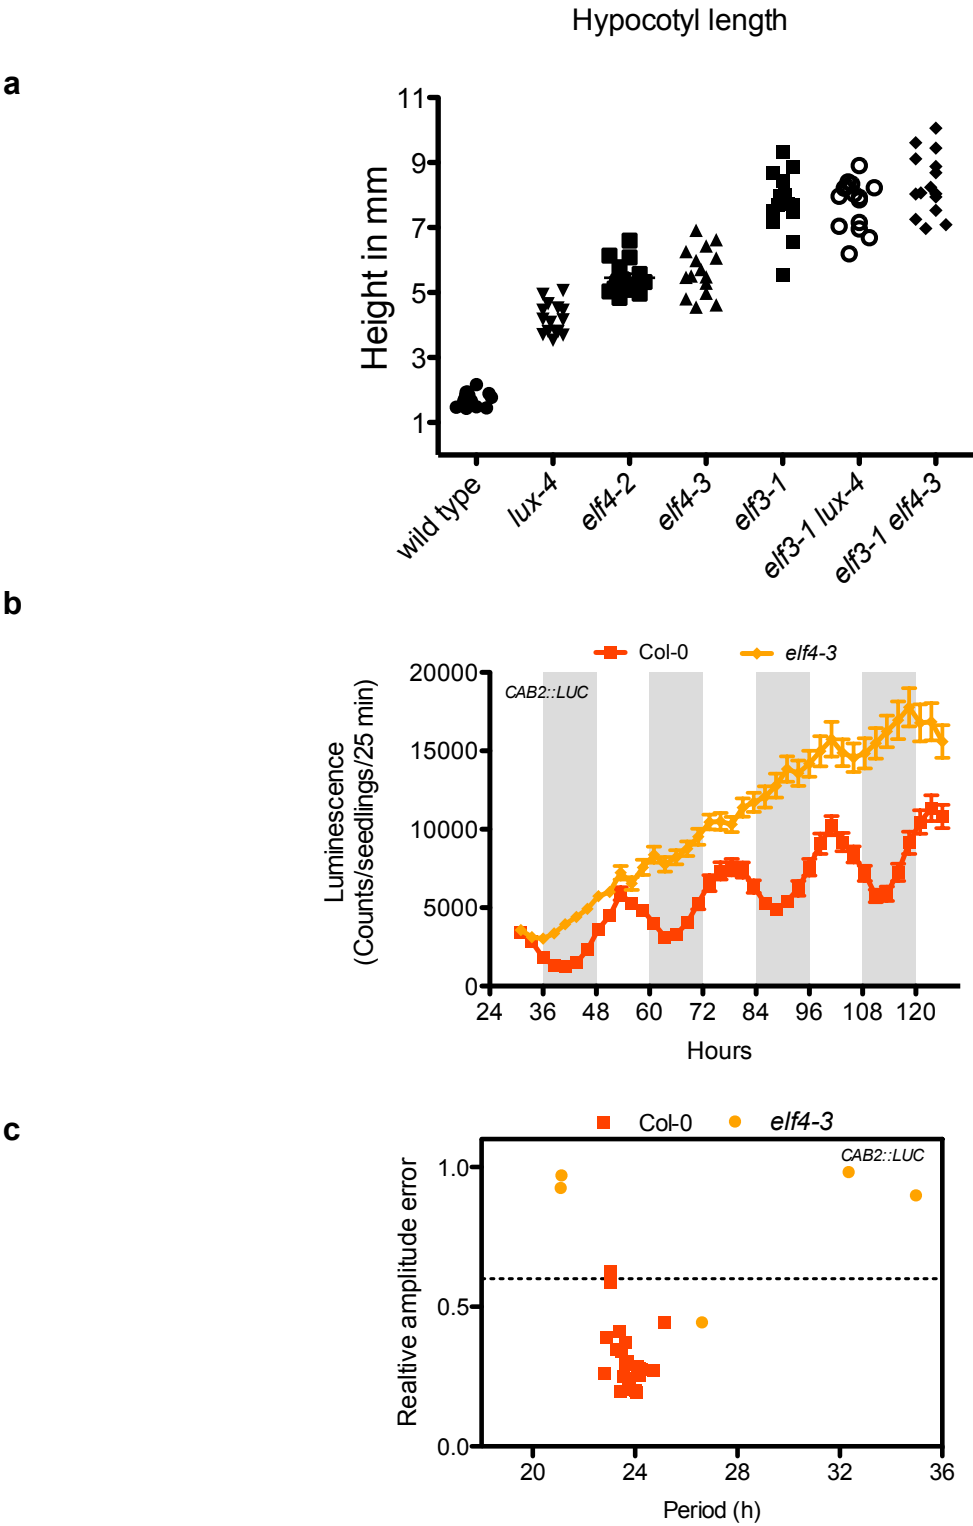 Hypocotyl length
a
Height in mm
11
9
7
5
3
1
wild type
lux-4
elf4-2
elf4-3
elf3-1
elf3-1 lux-4
elf3-1 elf4-3
b
Col-0 elf4-3
CAB2::LUC
Luminescence
(Counts/seedlings/25 min)
20000
15000
10000
5000
0
24 36 48 60 72 84 96 108 120
Hours
c
Col-0 elf4-3
CAB2::LUC
Realtive amplitude error
1.0
0.5
0.0
20 24 28 32 36
Period (h)